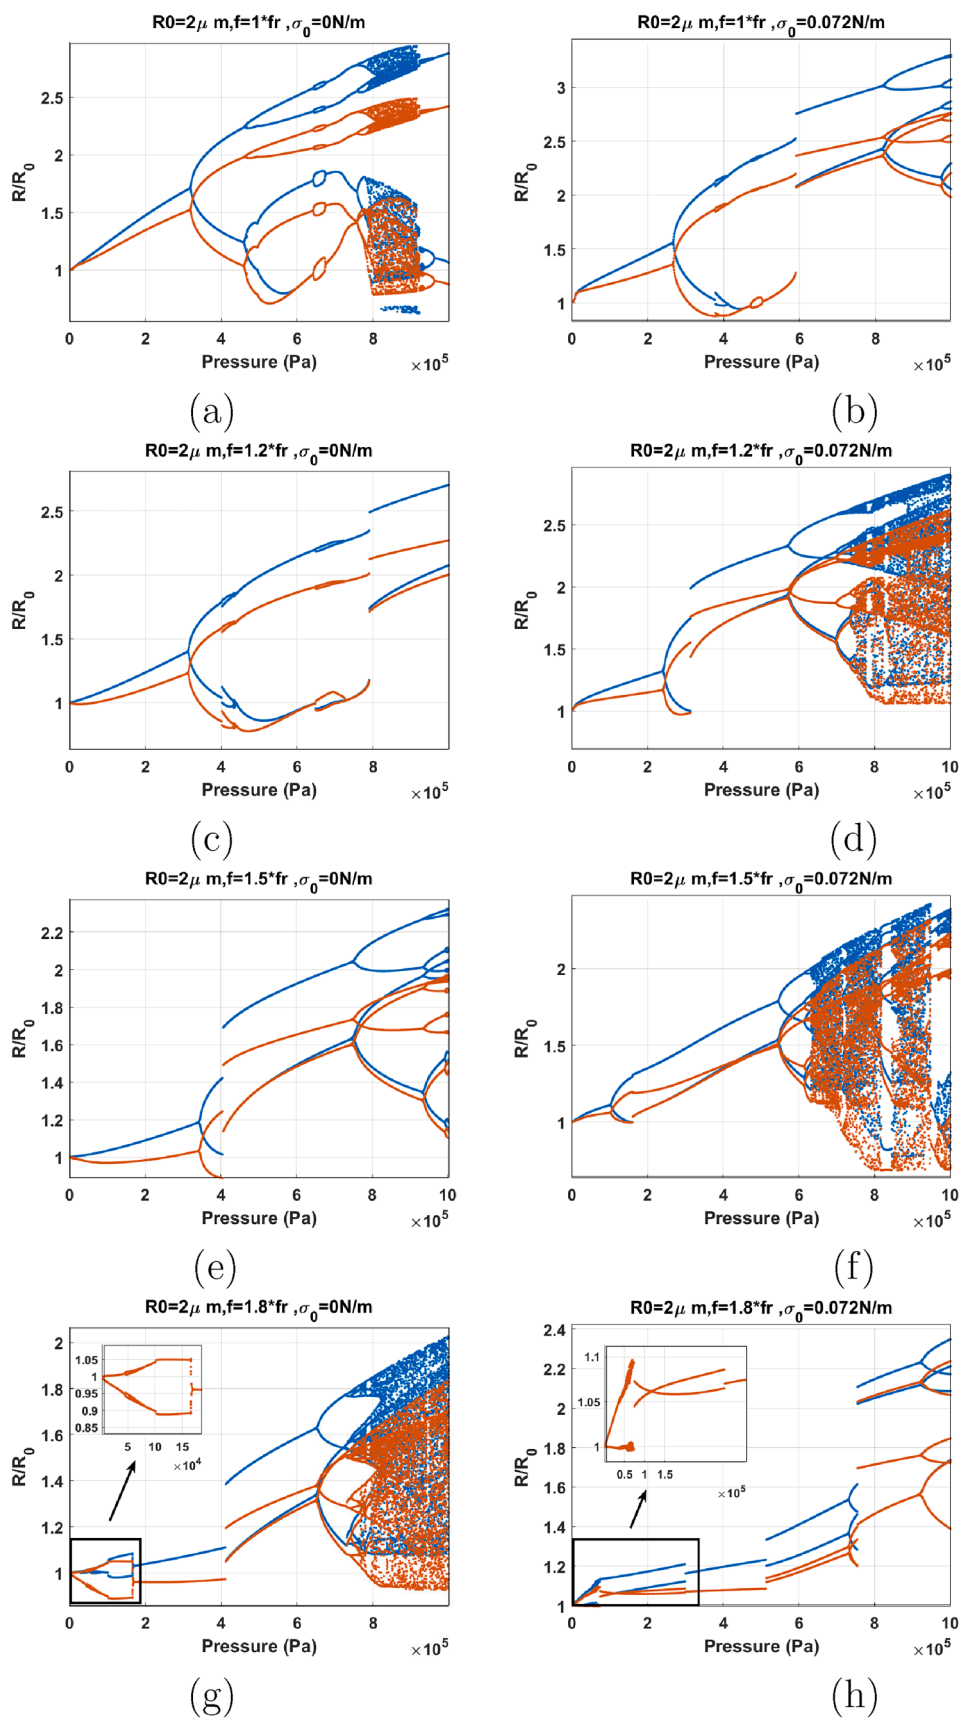 R0=2μ m,f=1*fr ,σ0=0N/m
R/R0
2.5
2
1.5
1
0 2 4 6 8
Pressure (Pa)
×10^5
(a)
R0=2μ m,f=1*fr ,σ0=0.072N/m
R/R0
3
2.5
2
1.5
1
0 2 4 6 8
Pressure (Pa)
×10^5
(b)
R0=2μ m,f=1.2*fr ,σ0=0N/m
R/R0
2.5
2
1.5
1
0 2 4 6 8
Pressure (Pa)
×10^5
(c)
R0=2μ m,f=1.2*fr ,σ0=0.072N/m
R/R0
2.5
2
1.5
1
0 2 4 6 8 10
Pressure (Pa)
×10^5
(d)
R0=2μ m,f=1.5*fr ,σ0=0N/m
R/R0
2.2
2
1.8
1.6
1.4
1.2
1
0 2 4 6 8 10
Pressure (Pa)
×10^5
(e)
R0=2μ m,f=1.5*fr ,σ0=0.072N/m
R/R0
2
1.5
1
0 2 4 6 8 10
Pressure (Pa)
×10^5
(f)
R0=2μ m,f=1.8*fr ,σ0=0N/m
R/R0
2
1.8
1.6
1.4
1.2
1
1.05
1
0.95
0.9
0.85
5 10 15
×10^4
0 2 4 6 8 10
Pressure (Pa)
×10^5
(g)
R0=2μ m,f=1.8*fr ,σ0=0.072N/m
R/R0
2.4
2.2
2
1.8
1.6
1.4
1.2
1
1.1
1.05
1
0.5 1 1.5
×10^5
0 2 4 6 8 10
Pressure (Pa)
×10^5
(h)